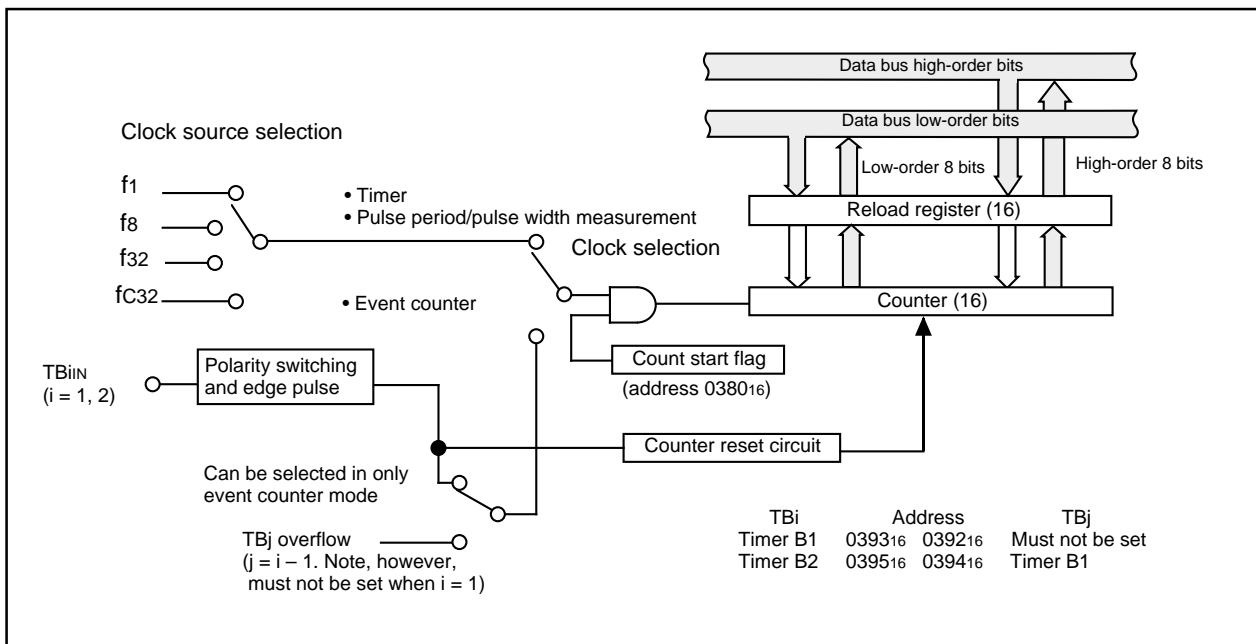 Data bus high-order bits
Data bus low-order bits
Clock source selection
Low-order 8 bits
High-order 8 bits
f1
• Timer
• Pulse period/pulse width measurement
Reload register (16)
f8
Clock selection
f32
fC32
• Event counter
Counter (16)
TBiIN
(i = 1, 2)
Polarity switching
and edge pulse
Count start flag
(address 038016)
Counter reset circuit
Can be selected in only
event counter mode
TBj overflow
(j = i – 1. Note, however,
must not be set when i = 1)
TBi Address TBj
Timer B1 039316 039216 Must not be set
Timer B2 039516 039416 Timer B1